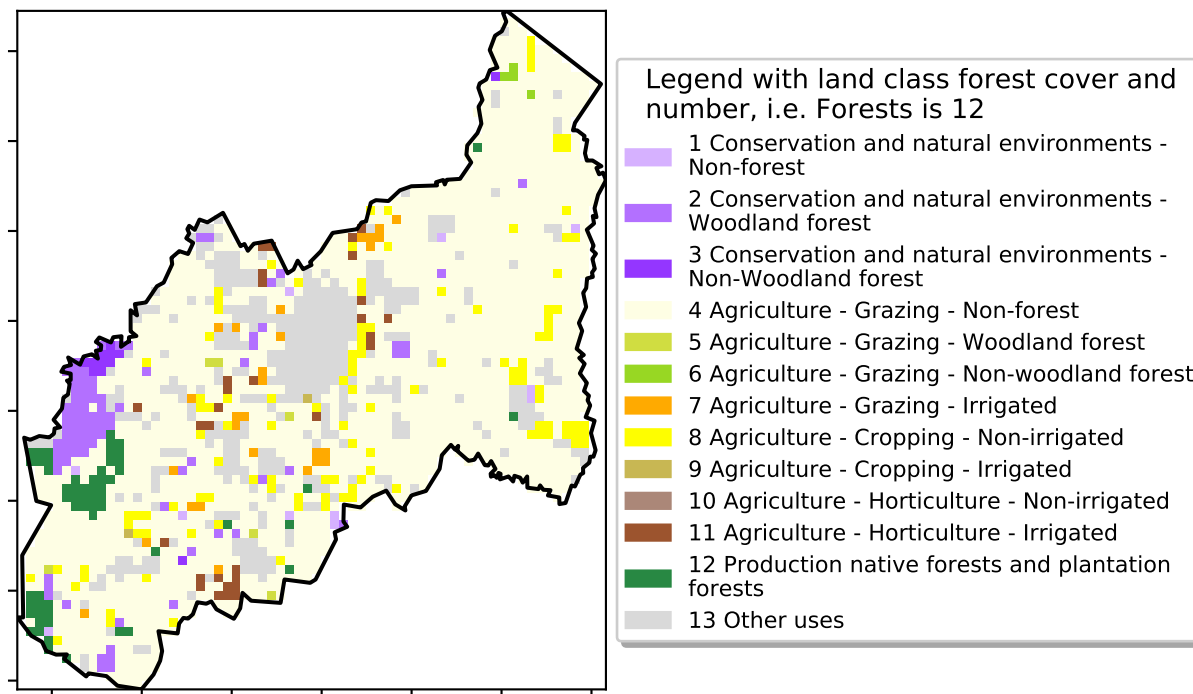 Legend with land class forest cover and
number, i.e. Forests is 12
1 Conservation and natural environments -
Non-forest
2 Conservation and natural environments -
Woodland forest
3 Conservation and natural environments -
Non-Woodland forest
4 Agriculture - Grazing - Non-forest
5 Agriculture - Grazing - Woodland forest
6 Agriculture - Grazing - Non-woodland forest
7 Agriculture - Grazing - Irrigated
8 Agriculture - Cropping - Non-irrigated
9 Agriculture - Cropping - Irrigated
10 Agriculture - Horticulture - Non-irrigated
11 Agriculture - Horticulture - Irrigated
12 Production native forests and plantation
forests
13 Other uses